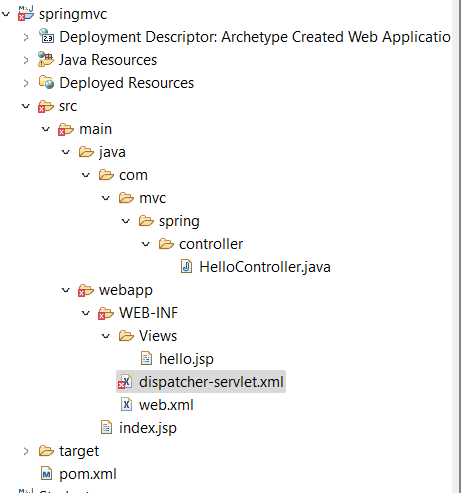 springmvc
Deployment Descriptor: Archetype Created Web Applicatio
Java Resources
Deployed Resources
src
main
java
com
mvc
spring
controller
HelloController.java
webapp
WEB-INF
Views
hello.jsp
dispatcher-servlet.xml
web.xml
index.jsp
target
pom.xml